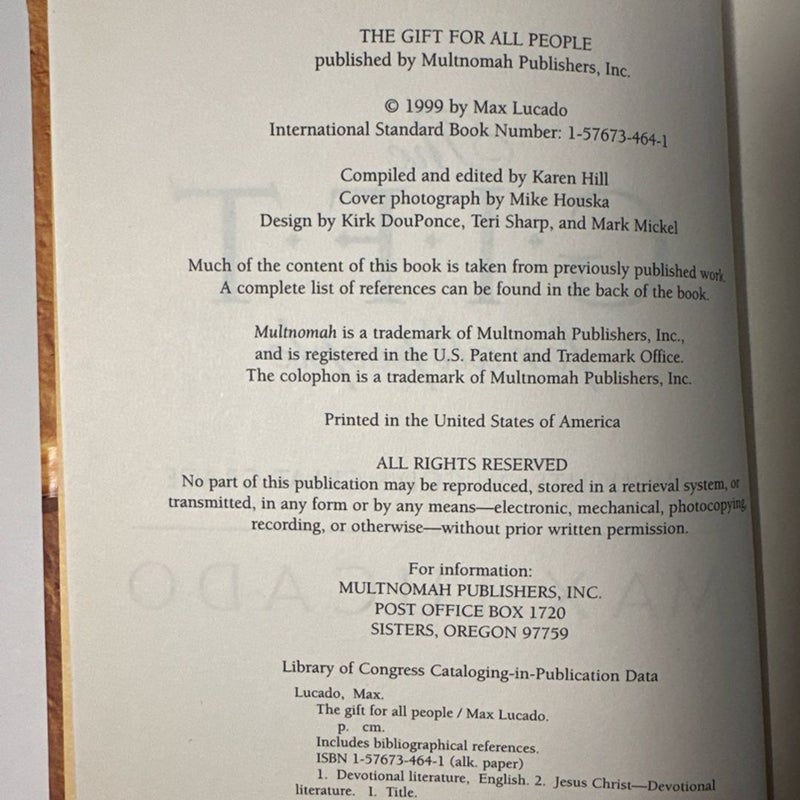 THE GIFT FOR ALL PEOPLE
published by Multnomah Publishers, Inc.
© 1999 by Max Lucado
International Standard Book Number: 1-57673-464-1
Compiled and edited by Karen Hill
Cover photograph by Mike Houska
Design by Kirk DouPonce, Teri Sharp, and Mark Mickel
Much of the content of this book is taken from previously published work.
A complete list of references can be found in the back of the book.
Multnomah is a trademark of Multnomah Publishers, Inc.,
and is registered in the U.S. Patent and Trademark Office.
The colophon is a trademark of Multnomah Publishers, Inc.
Printed in the United States of America
ALL RIGHTS RESERVED
No part of this publication may be reproduced, stored in a retrieval system, or
transmitted, in any form or by any means—electronic, mechanical, photocopying,
recording, or otherwise—without prior written permission.
For information:
MULTNOMAH PUBLISHERS, INC.
POST OFFICE BOX 1720
SISTERS, OREGON 97759
Library of Congress Cataloging-in-Publication Data
Lucado, Max.
The gift for all people / Max Lucado.
p. cm.
Includes bibliographical references.
ISBN 1-57673-464-1 (alk. paper)
1. Devotional literature, English. 2. Jesus Christ—Devotional
literature. I. Title.